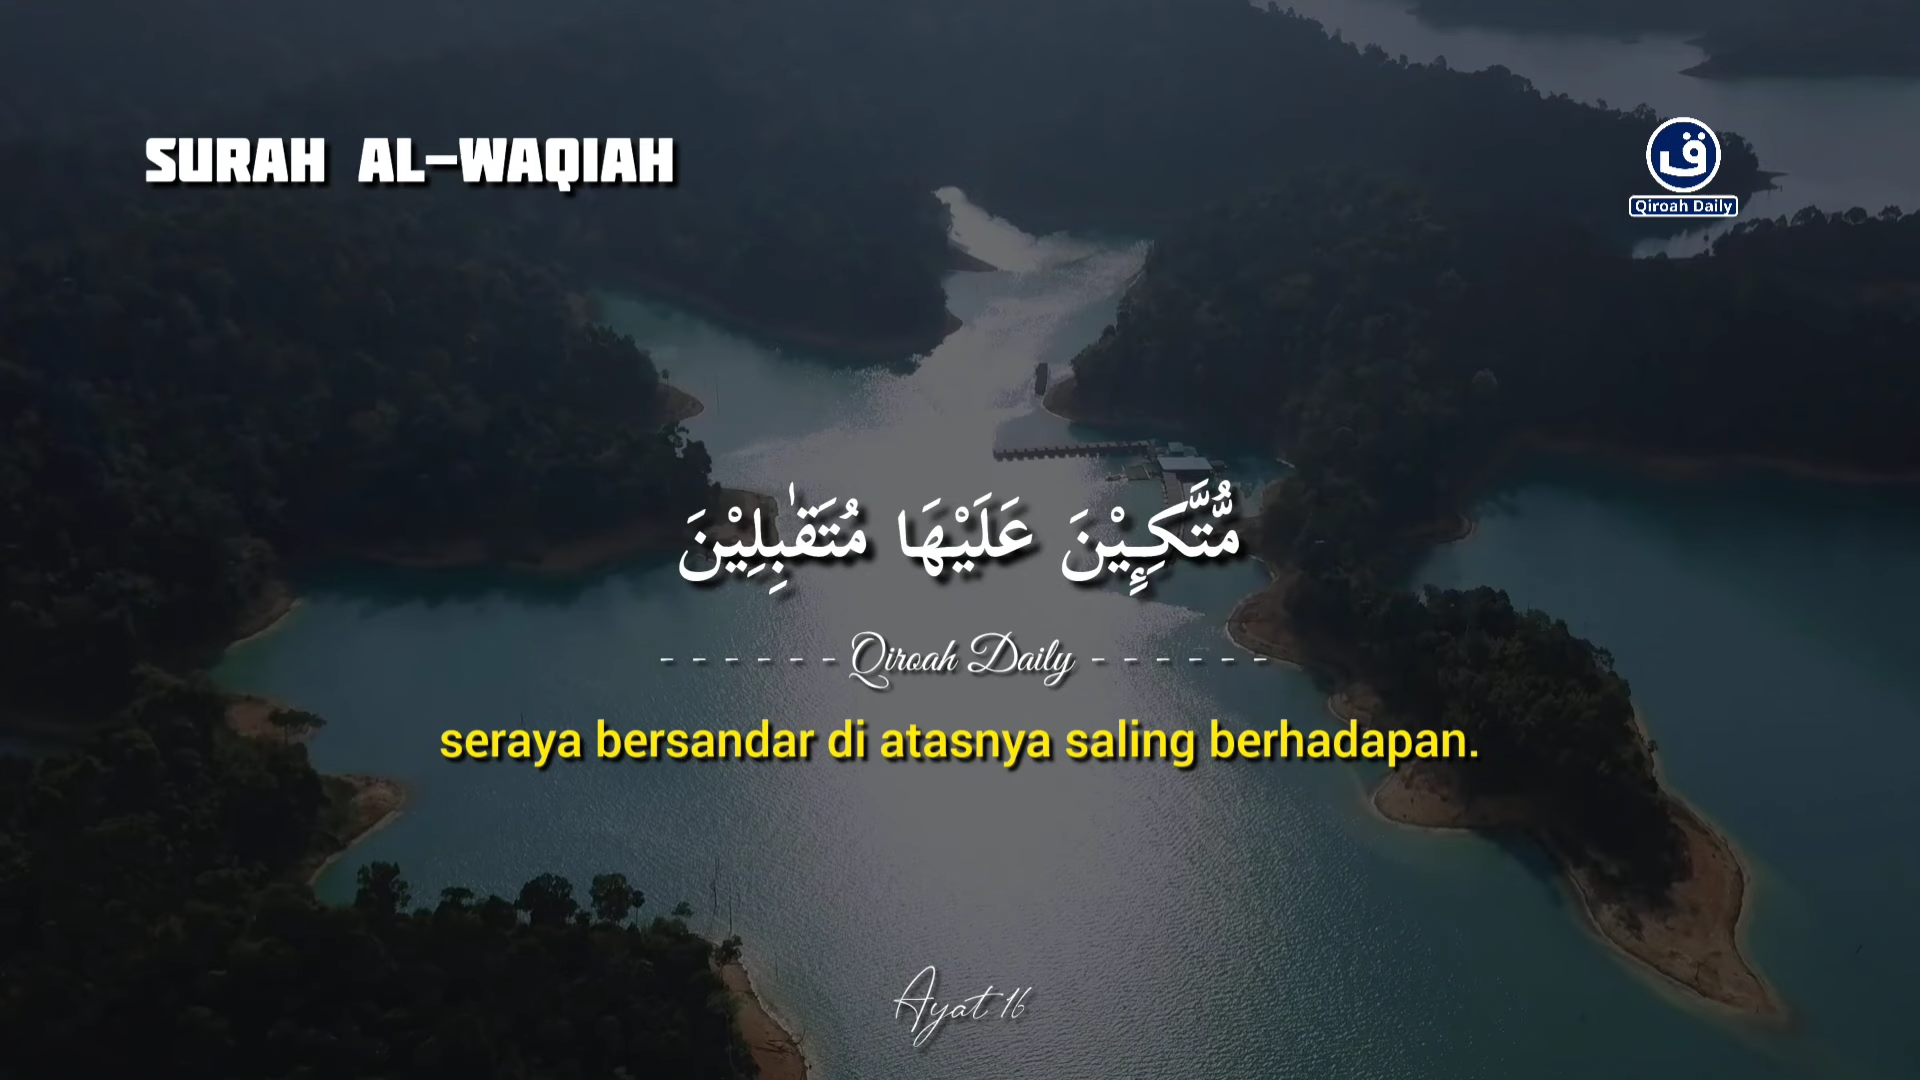 SURAH AL-WAQIAH
ق
Qiroah Daily
مُّتَّكِـِٕيْنَ عَلَيْهَا مُتَقٰبِلِيْنَ
- - - - - - Qiroah Daily - - - - - -
seraya bersandar di atasnya saling berhadapan.
Ayat 16